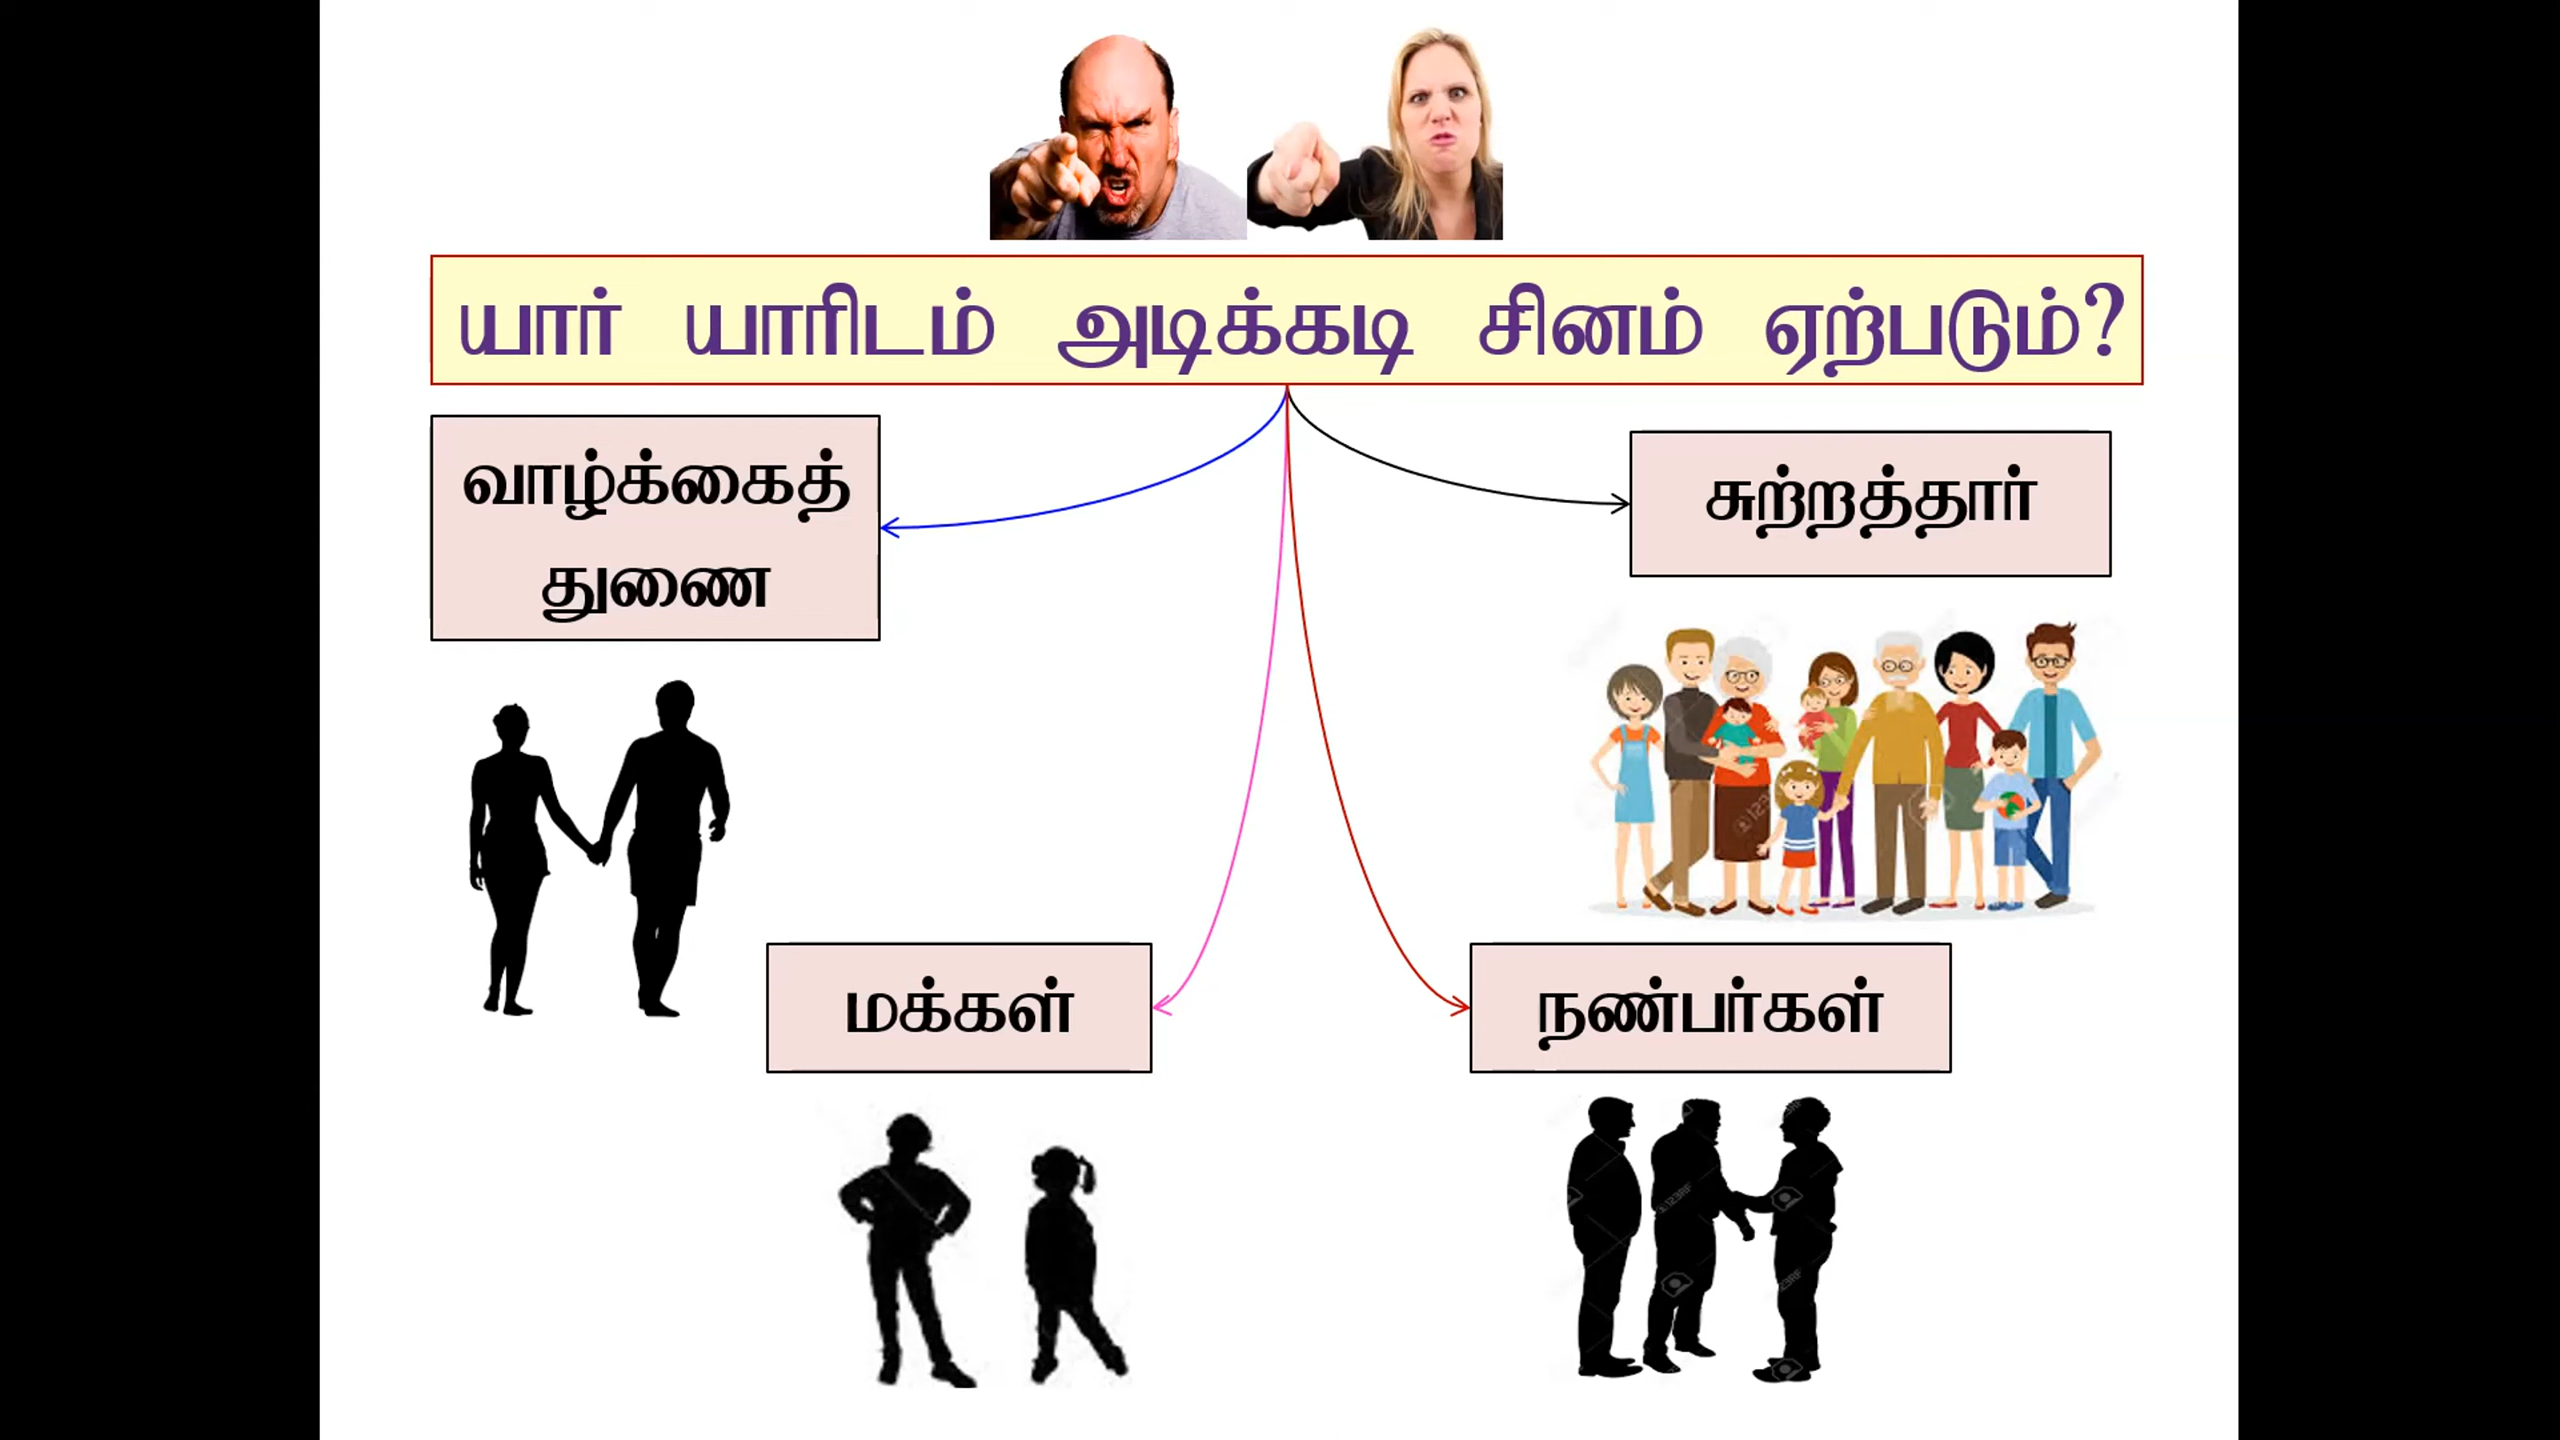 யார் யாரிடம் அடிக்கடி சினம் ஏற்படும்?
வாழ்க்கைத்
துணை
சுற்றத்தார்
மக்கள்
நண்பர்கள்